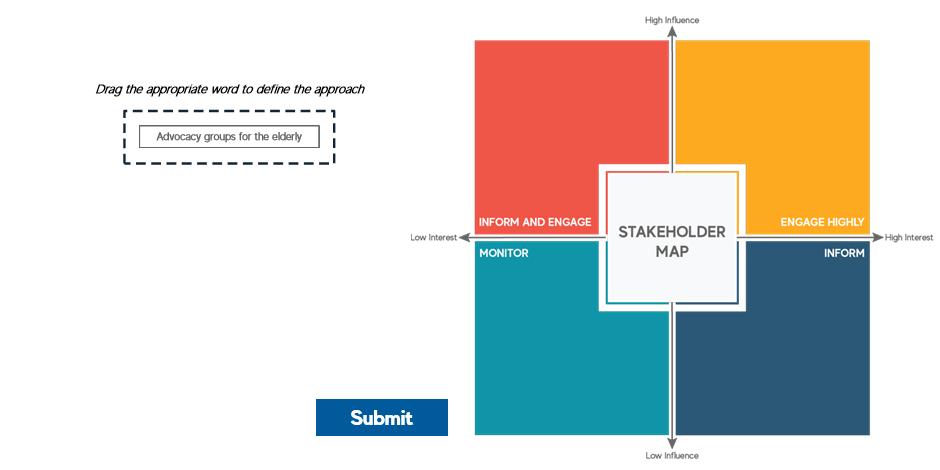 High Influence
Drag the appropriate word to define the approach
Advocacy groups for the elderly
INFORM AND ENGAGE
ENGAGE HIGHLY
Low Interest
STAKEHOLDER
MAP
High Interest
MONITOR
INFORM
Submit
Low Influence